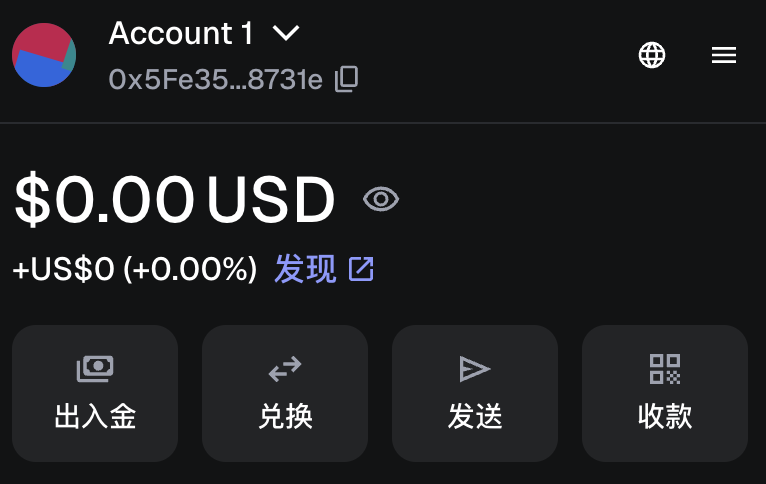 Account 1
0x5Fe35...8731e
$0.00 USD
+US$0 (+0.00%) 发现
出入金 兑换 发送 收款